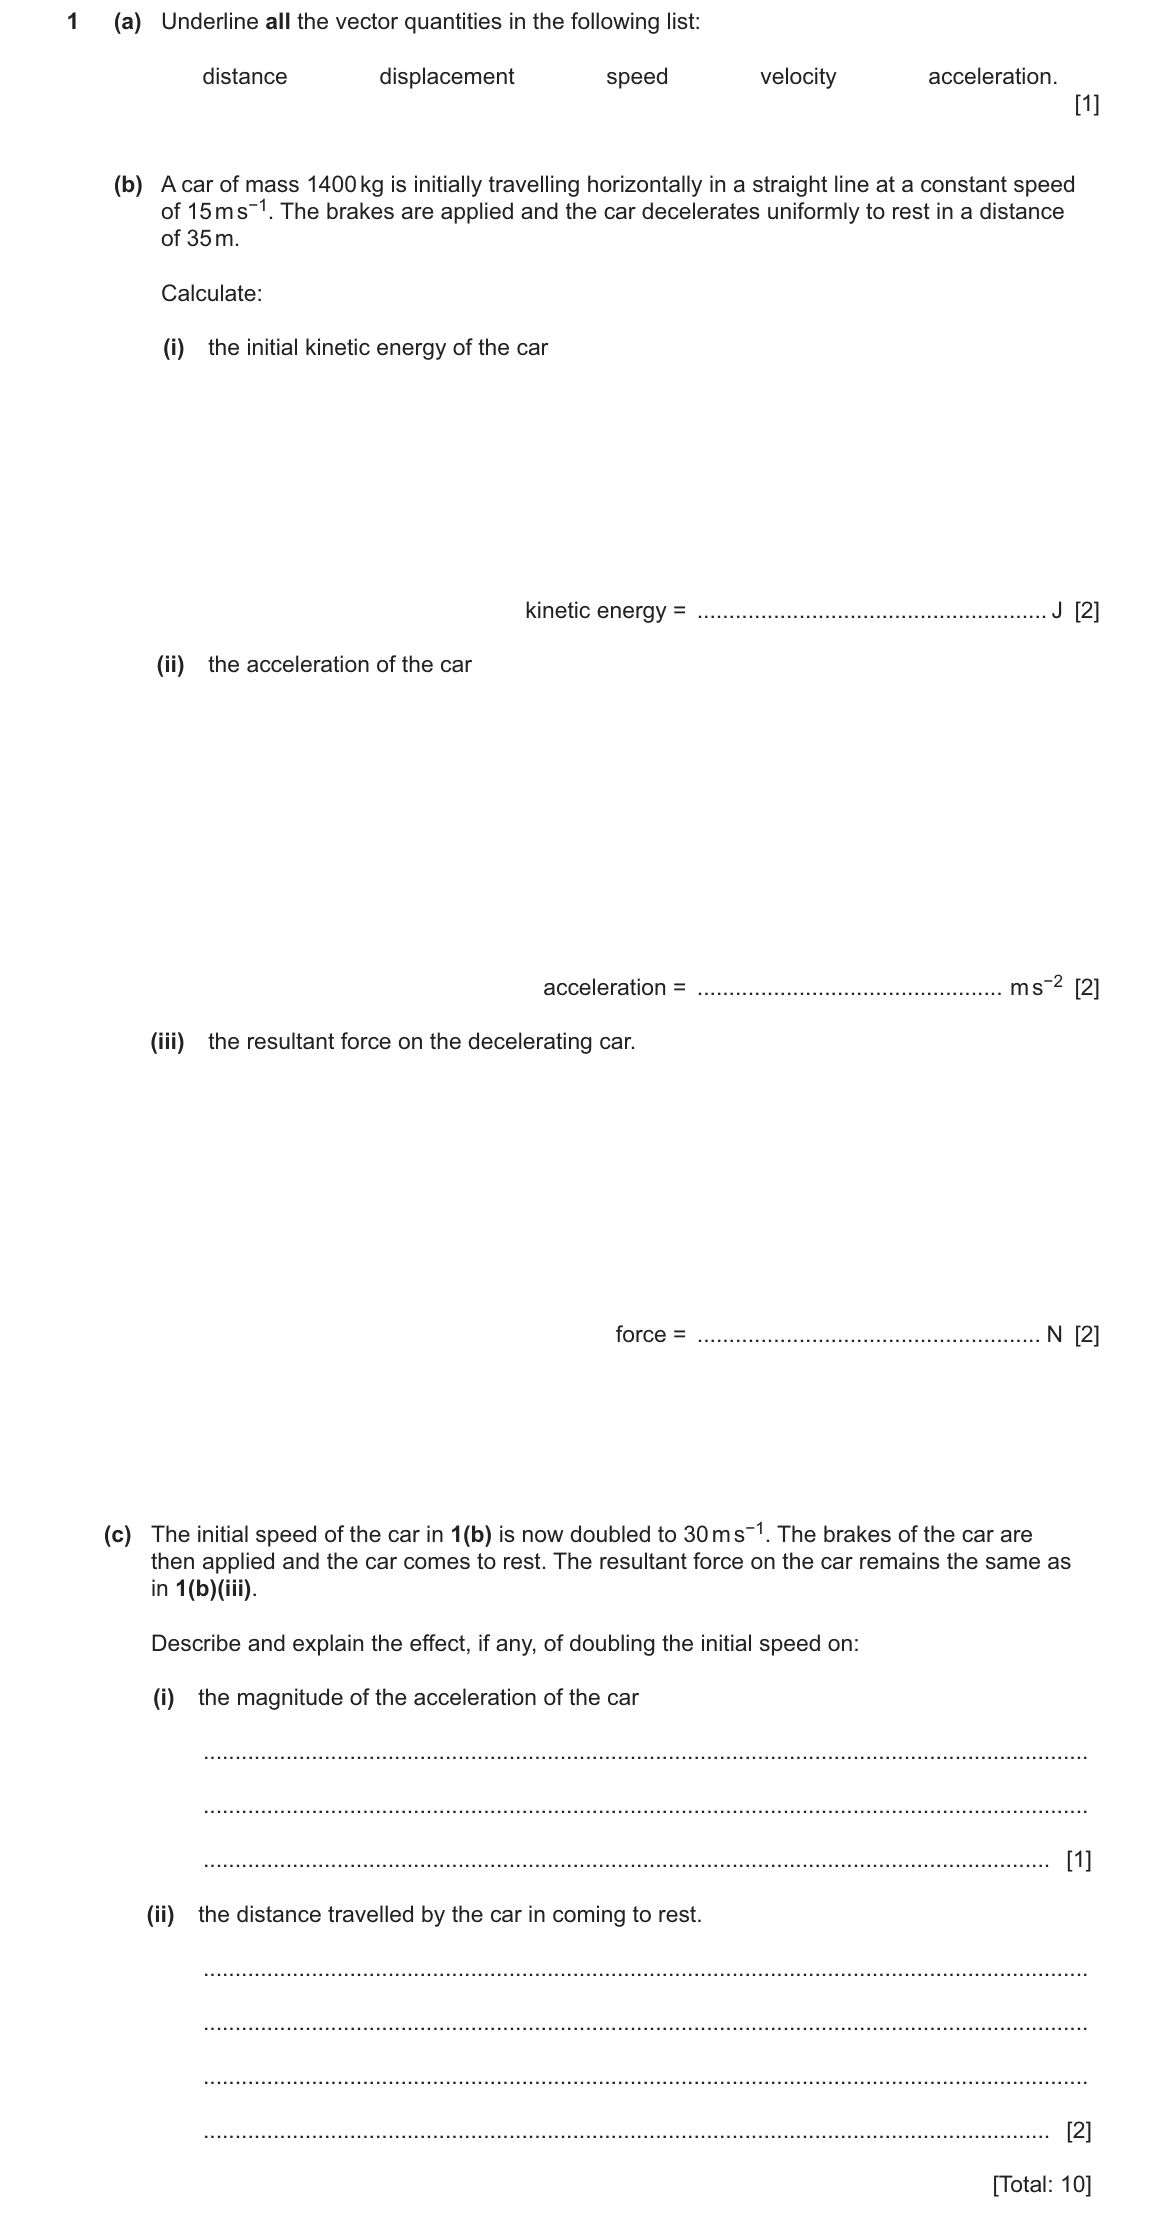 1 (a) Underline all the vector quantities in the following list:
distance displacement speed velocity acceleration.
[1]
(b) A car of mass 1400 kg is initially travelling horizontally in a straight line at a constant speed
of 15 m s⁻¹. The brakes are applied and the car decelerates uniformly to rest in a distance
of 35 m.
Calculate:
(i) the initial kinetic energy of the car
kinetic energy = ...................................................... J [2]
(ii) the acceleration of the car
acceleration = ............................................... m s⁻² [2]
(iii) the resultant force on the decelerating car.
force = ..................................................... N [2]
(c) The initial speed of the car in 1(b) is now doubled to 30 m s⁻¹. The brakes of the car are
then applied and the car comes to rest. The resultant force on the car remains the same as
in 1(b)(iii).
Describe and explain the effect, if any, of doubling the initial speed on:
(i) the magnitude of the acceleration of the car
..........................................................................................................................................
..........................................................................................................................................
.................................................................................................................................... [1]
(ii) the distance travelled by the car in coming to rest.
..........................................................................................................................................
..........................................................................................................................................
..........................................................................................................................................
.................................................................................................................................... [2]
[Total: 10]